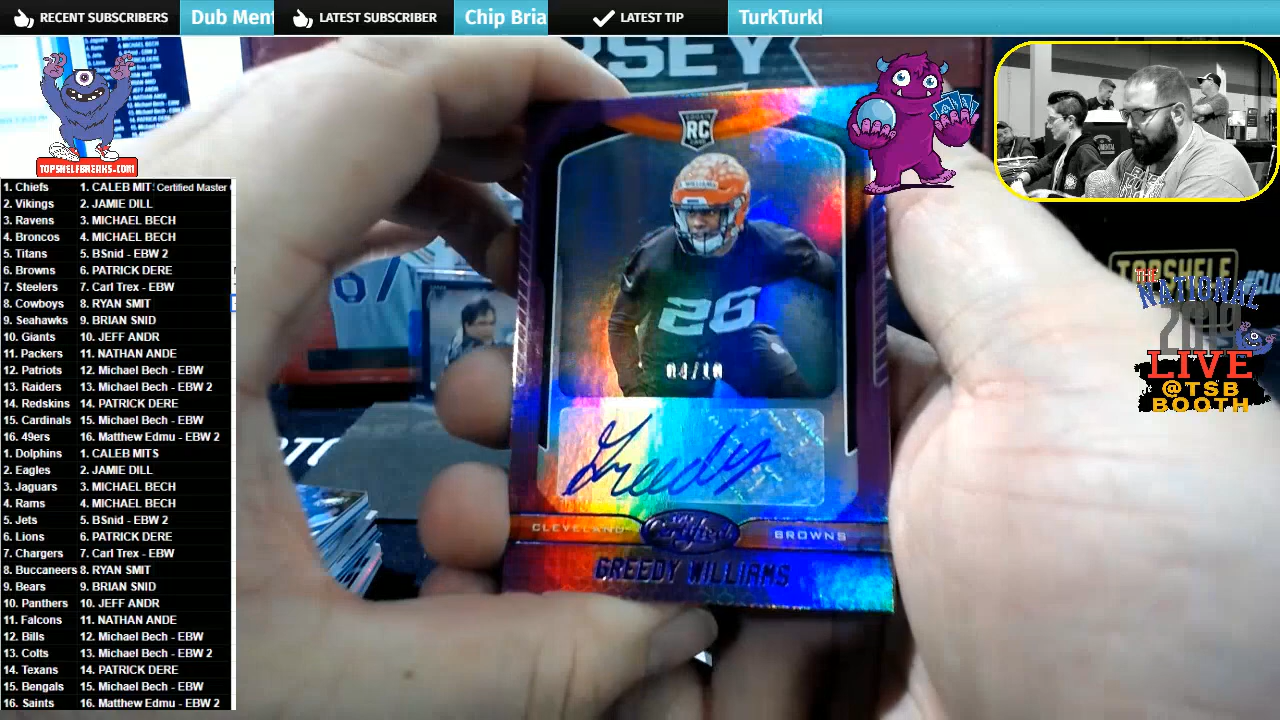 RECENT SUBSCRIBERS
Dub Ment
LATEST SUBSCRIBER
Chip Bria
LATEST TIP
TurkTurkl
TOPSHELFBREAKS.COM
1. Chiefs 1. CALEB MIT: Certified Master
2. Vikings 2. JAMIE DILL
3. Ravens 3. MICHAEL BECH
4. Broncos 4. MICHAEL BECH
5. Titans 5. BSnid - EBW 2
6. Browns 6. PATRICK DERE
7. Steelers 7. Carl Trex - EBW
8. Cowboys 8. RYAN SMIT
9. Seahawks 9. BRIAN SNID
10. Giants 10. JEFF ANDR
11. Packers 11. NATHAN ANDE
12. Patriots 12. Michael Bech - EBW
13. Raiders 13. Michael Bech - EBW 2
14. Redskins 14. PATRICK DERE
15. Cardinals 15. Michael Bech - EBW
16. 49ers 16. Matthew Edmu - EBW 2
1. Dolphins 1. CALEB MITS
2. Eagles 2. JAMIE DILL
3. Jaguars 3. MICHAEL BECH
4. Rams 4. MICHAEL BECH
5. Jets 5. BSnid - EBW 2
6. Lions 6. PATRICK DERE
7. Chargers 7. Carl Trex - EBW
8. Buccaneers 8. RYAN SMIT
9. Bears 9. BRIAN SNID
10. Panthers 10. JEFF ANDR
11. Falcons 11. NATHAN ANDE
12. Bills 12. Michael Bech - EBW
13. Colts 13. Michael Bech - EBW 2
14. Texans 14. PATRICK DERE
15. Bengals 15. Michael Bech - EBW
16. Saints 16. Matthew Edmu - EBW 2
RSEY
RC
WILLIAMS
26
04/10
Greedy
CLEVELAND Certified BROWNS
GREEDY WILLIAMS
TOPSHELF
THE
NATIONAL
2019
LIVE
@TSB
BOOTH